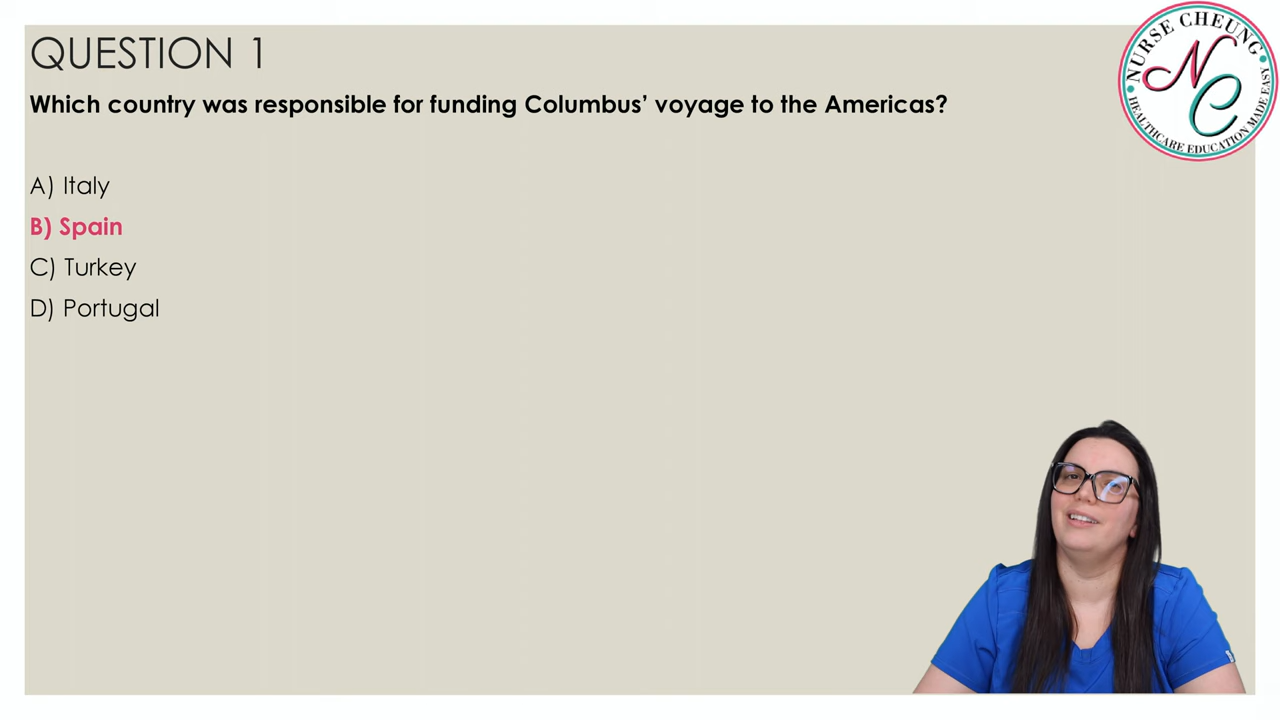 QUESTION 1
Which country was responsible for funding Columbus’ voyage to the Americas?
A) Italy
B) Spain
C) Turkey
D) Portugal
NURSE CHEUNG
NC
HEALTHCARE EDUCATION MADE EASY